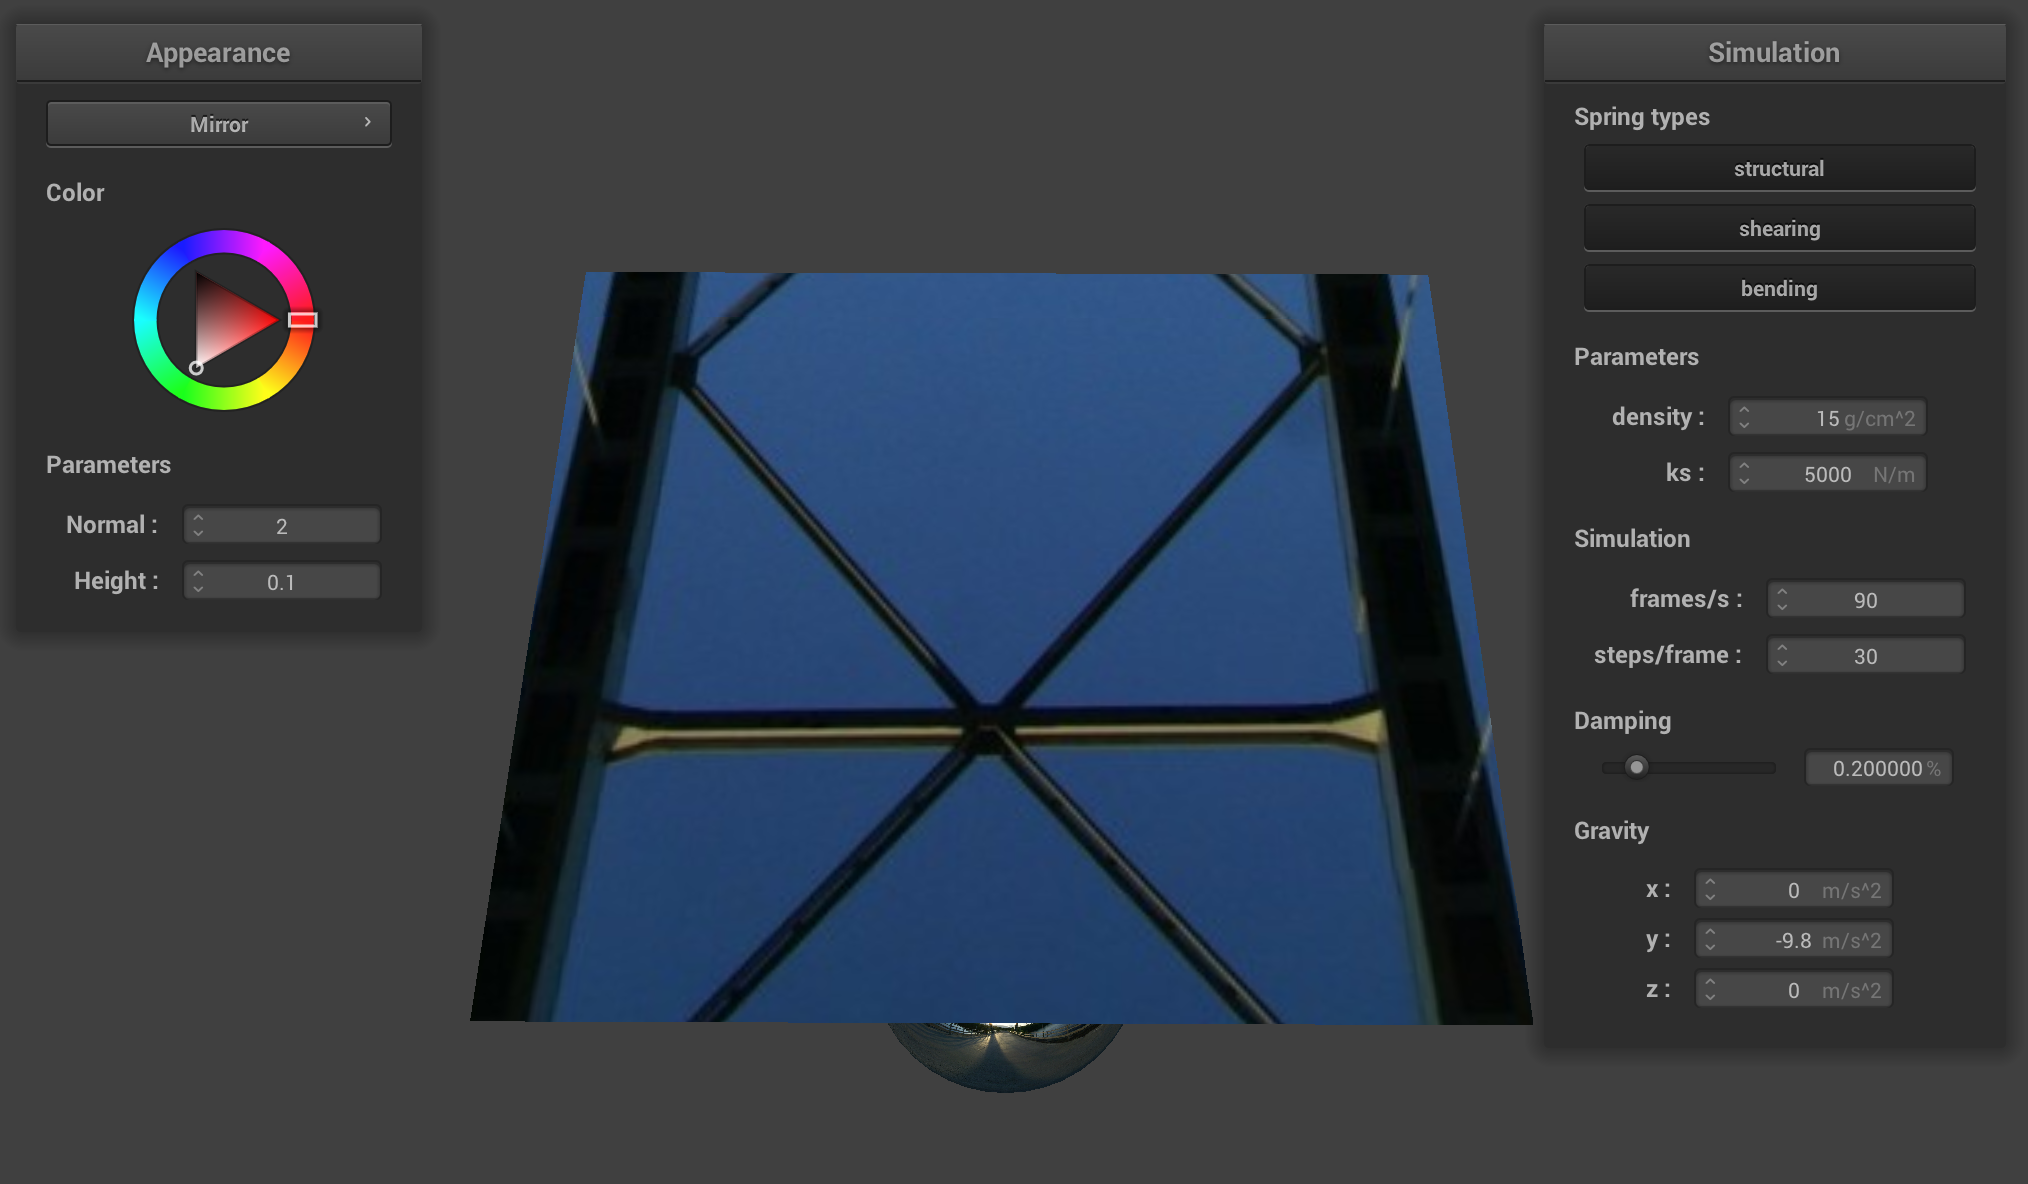 Appearance
Mirror
Color
Parameters
Normal : 2
Height : 0.1
Simulation
Spring types
structural
shearing
bending
Parameters
density : 15 g/cm^2
ks : 5000 N/m
Simulation
frames/s : 90
steps/frame : 30
Damping
0.200000 %
Gravity
x : 0 m/s^2
y : -9.8 m/s^2
z : 0 m/s^2